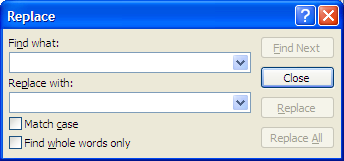 Replace
Find what:
Find Next
Close
Replace with:
Replace
Match case
Find whole words only
Replace All